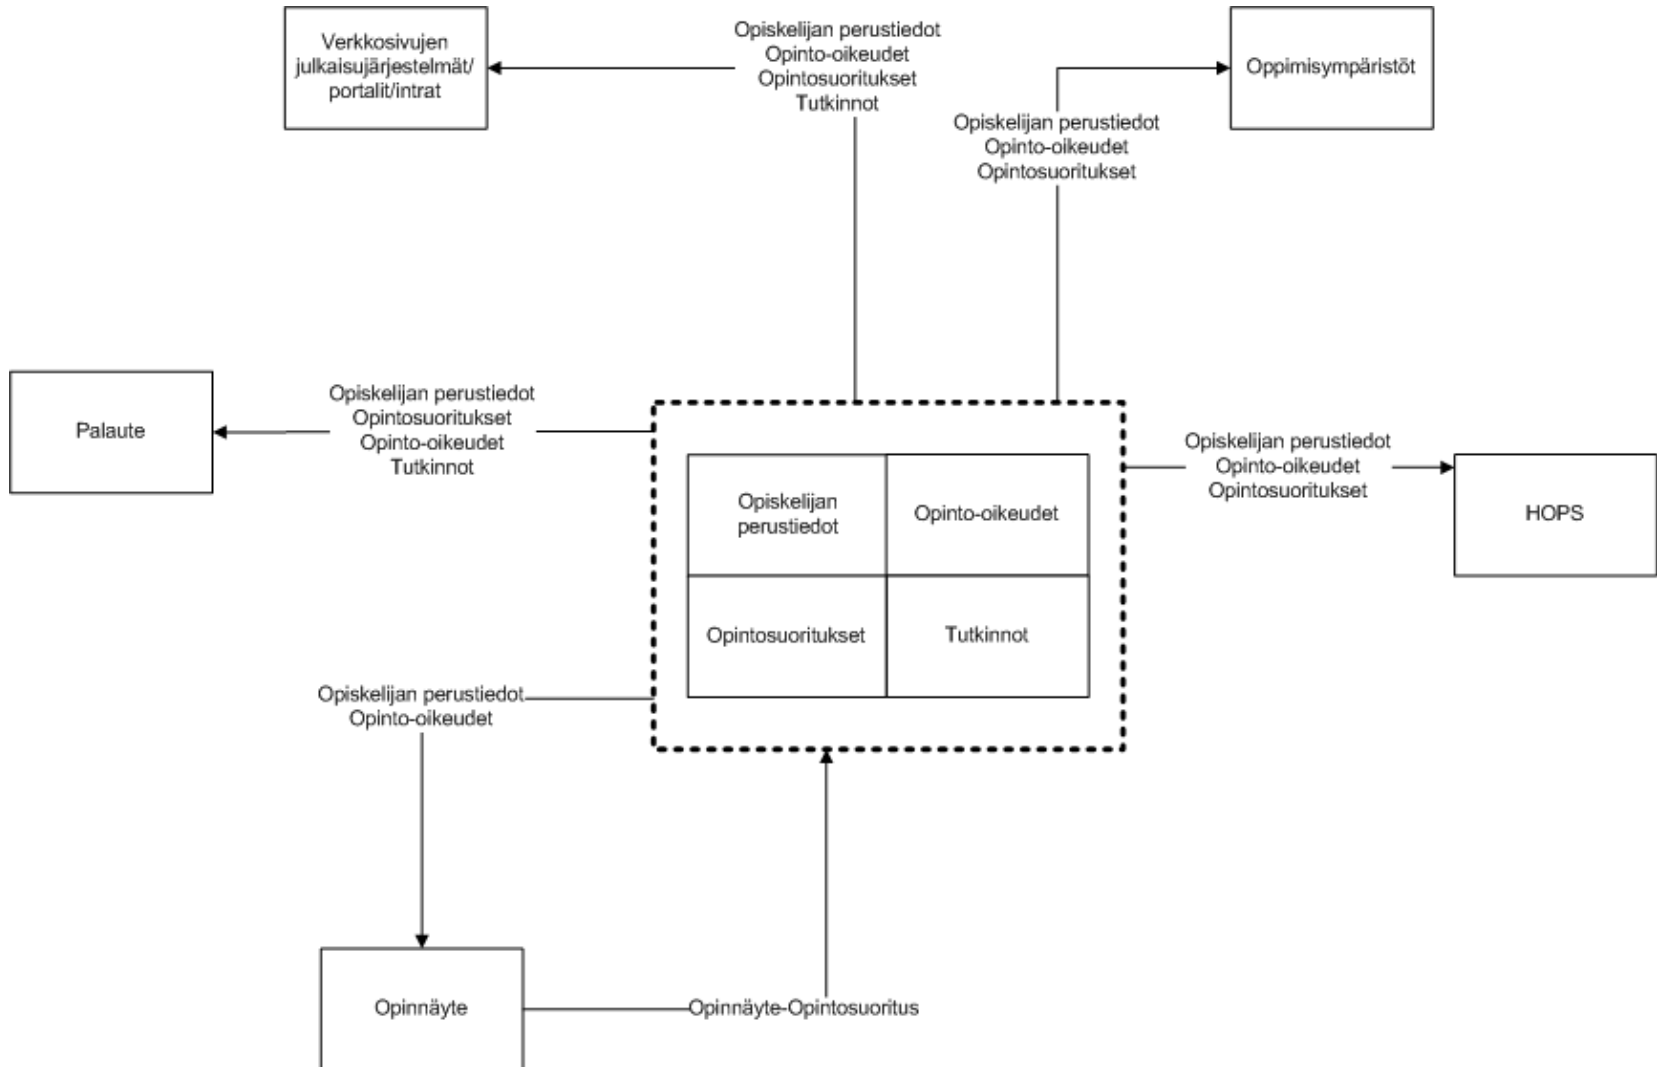 Verkkosivujen
julkaisujärjestelmät/
portalit/intrat
Opiskelijan perustiedot
Opinto-oikeudet
Opintosuoritukset
Tutkinnot
Oppimisympäristöt
Opiskelijan perustiedot
Opinto-oikeudet
Opintosuoritukset
Palaute
Opiskelijan perustiedot
Opintosuoritukset
Opinto-oikeudet
Tutkinnot
Opiskelijan
perustiedot
Opinto-oikeudet
Opintosuoritukset
Tutkinnot
Opiskelijan perustiedot
Opinto-oikeudet
Opintosuoritukset
HOPS
Opiskelijan perustiedot
Opinto-oikeudet
Opinnäyte
Opinnäyte-Opintosuoritus